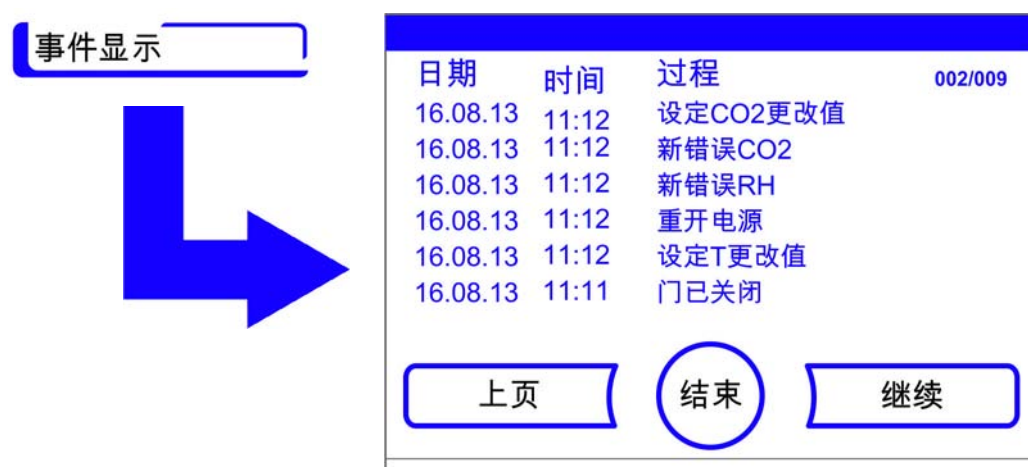 事件显示
日期 时间 过程 002/009
16.08.13 11:12 设定CO2更改值
16.08.13 11:12 新错误CO2
16.08.13 11:12 新错误RH
16.08.13 11:12 重开电源
16.08.13 11:12 设定T更改值
16.08.13 11:11 门已关闭
上页 结束 继续